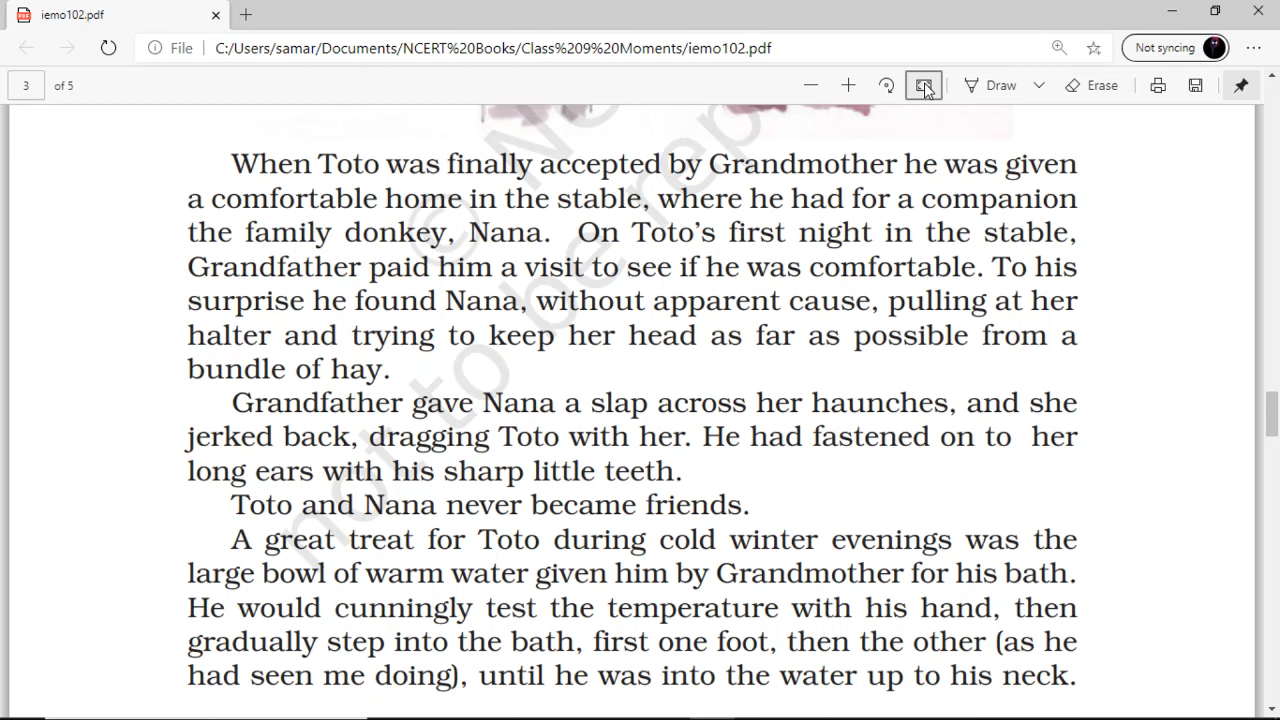 iemo102.pdf
File C:/Users/samar/Documents/NCERT%20Books/Class%209%20Moments/iemo102.pdf Not syncing
3 of 5 Draw Erase
When Toto was finally accepted by Grandmother he was given
a comfortable home in the stable, where he had for a companion
the family donkey, Nana. On Toto's first night in the stable,
Grandfather paid him a visit to see if he was comfortable. To his
surprise he found Nana, without apparent cause, pulling at her
halter and trying to keep her head as far as possible from a
bundle of hay.
Grandfather gave Nana a slap across her haunches, and she
jerked back, dragging Toto with her. He had fastened on to her
long ears with his sharp little teeth.
Toto and Nana never became friends.
A great treat for Toto during cold winter evenings was the
large bowl of warm water given him by Grandmother for his bath.
He would cunningly test the temperature with his hand, then
gradually step into the bath, first one foot, then the other (as he
had seen me doing), until he was into the water up to his neck.
© N
not to be rep